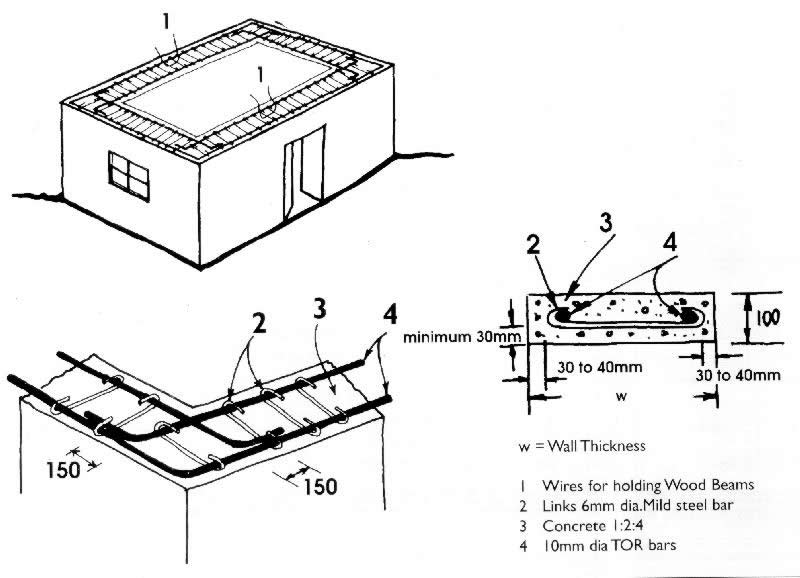 1
1
2
3
4
150
150
2
3
4
100
minimum 30mm
30 to 40mm
30 to 40mm
w
w = Wall Thickness
1 Wires for holding Wood Beams
2 Links 6mm dia.Mild steel bar
3 Concrete 1:2:4
4 10mm dia TOR bars